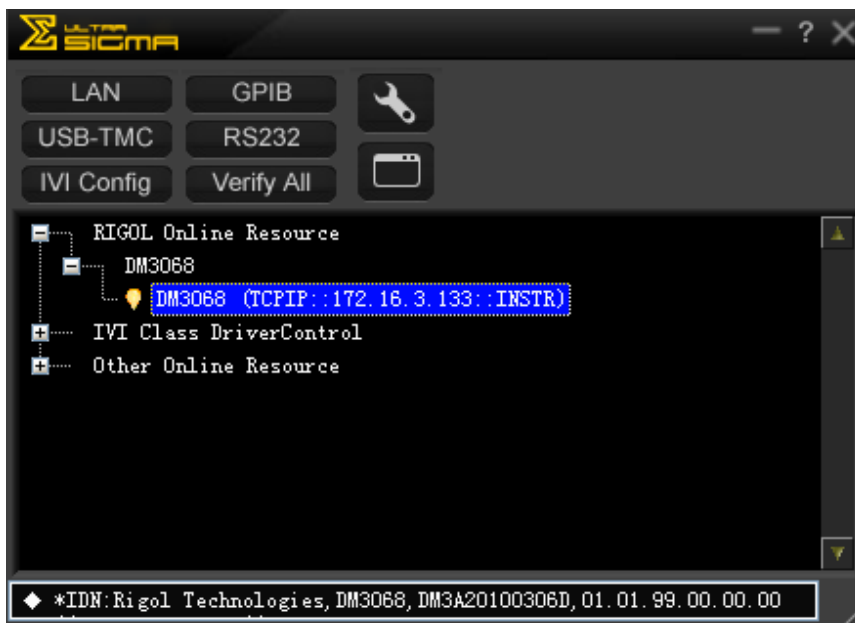 ULTRA
SIGMA
?
LAN GPIB
USB-TMC RS232
IVI Config Verify All
RIGOL Online Resource
DM3068
DM3068 (TCPIP::172.16.3.133::INSTR)
IVI Class DriverControl
Other Online Resource
*IDN:Rigol Technologies,DM3068,DM3A20100306D,01.01.99.00.00.00